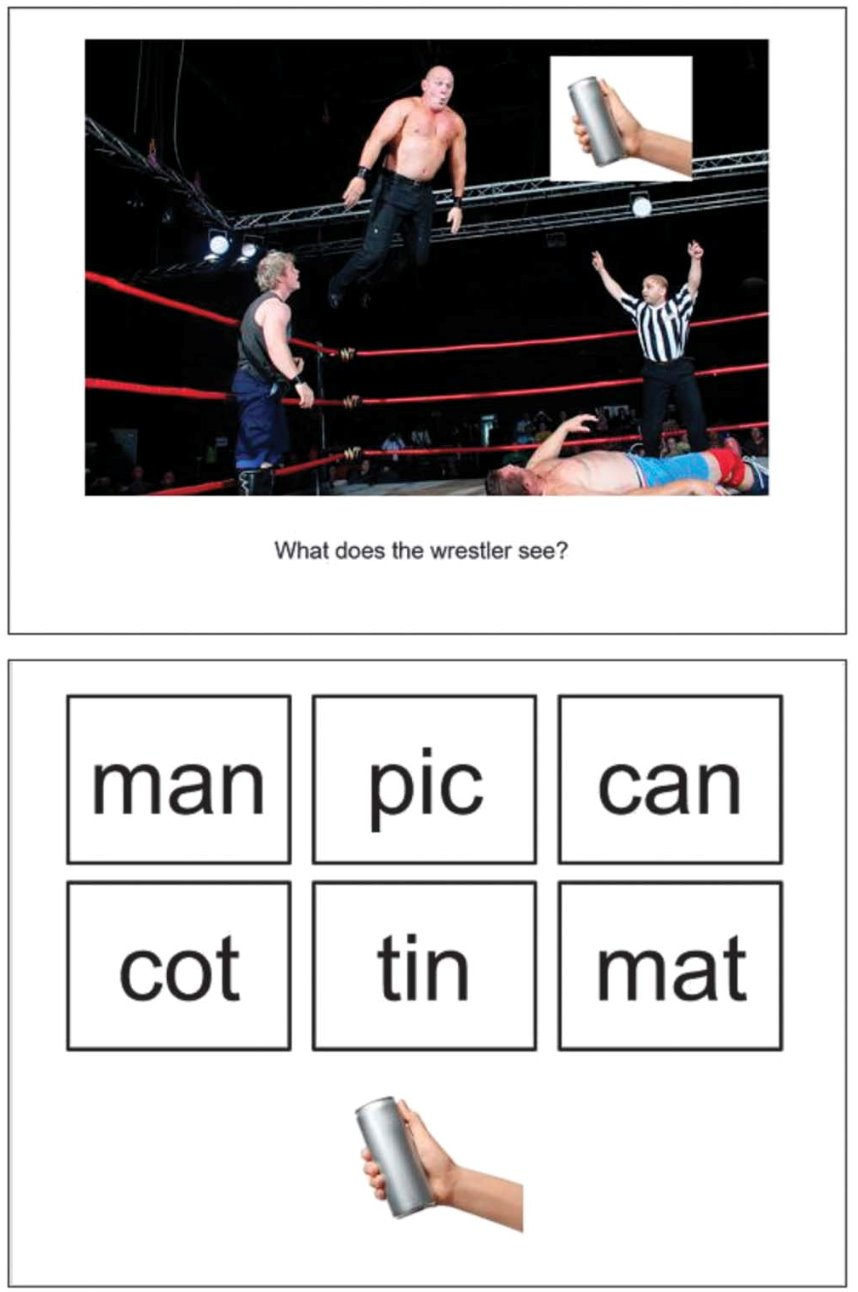 What does the wrestler see?
man pic can
cot tin mat